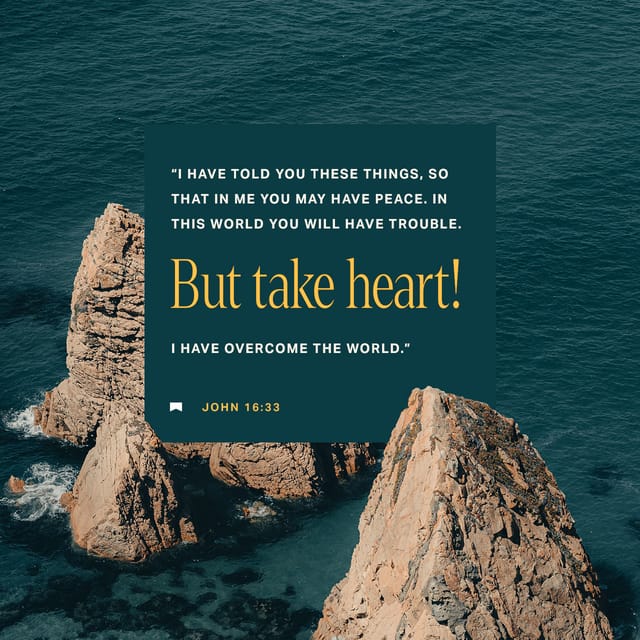 “I HAVE TOLD YOU THESE THINGS, SO
THAT IN ME YOU MAY HAVE PEACE. IN
THIS WORLD YOU WILL HAVE TROUBLE.
But take heart!
I HAVE OVERCOME THE WORLD.”
JOHN 16:33